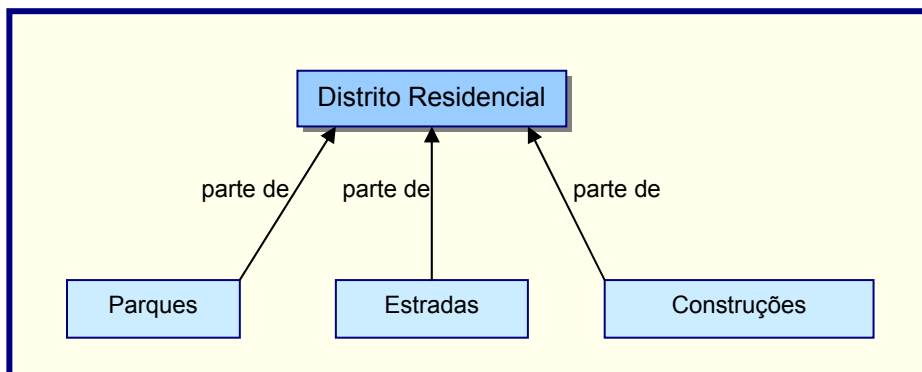 Distrito Residencial
parte de
parte de
parte de
Parques
Estradas
Construções